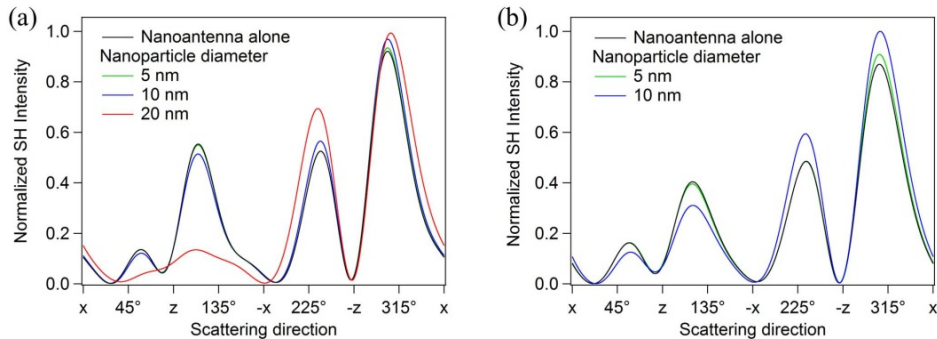 (a)
Normalized SH Intensity
1.0
0.8
0.6
0.4
0.2
0.0
Nanoantenna alone
Nanoparticle diameter
5 nm
10 nm
20 nm
x 45° z 135° -x 225° -z 315° x
Scattering direction
(b)
Normalized SH Intensity
1.0
0.8
0.6
0.4
0.2
0.0
Nanoantenna alone
Nanoparticle diameter
5 nm
10 nm
x 45° z 135° -x 225° -z 315° x
Scattering direction